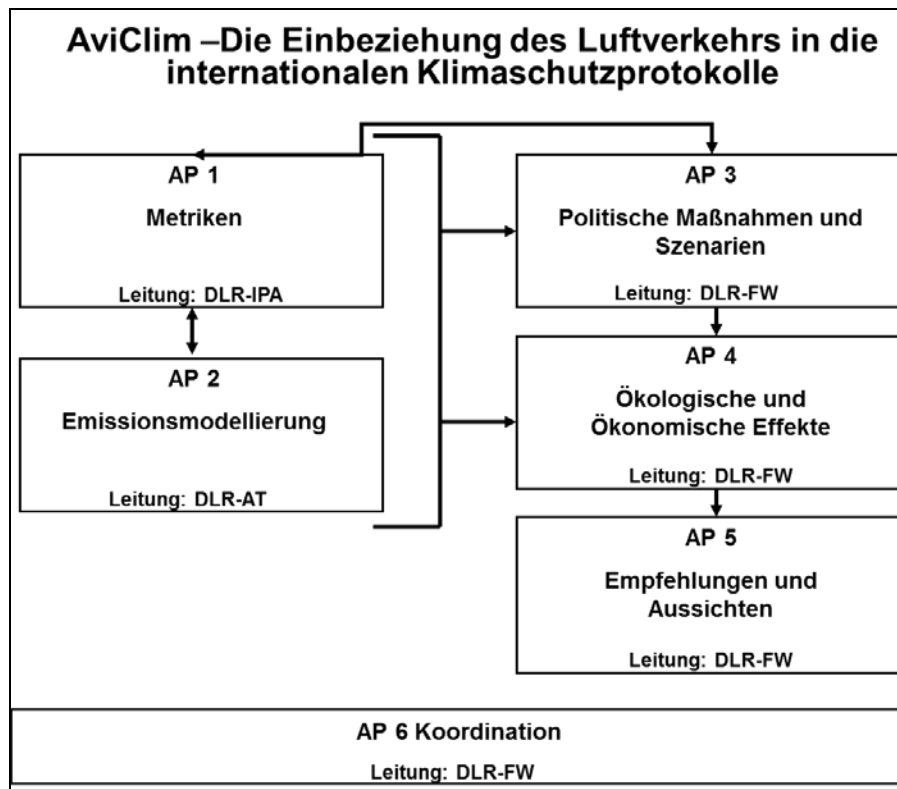 AviClim –Die Einbeziehung des Luftverkehrs in die
internationalen Klimaschutzprotokolle
AP 1
Metriken
Leitung: DLR-IPA
AP 2
Emissionsmodellierung
Leitung: DLR-AT
AP 3
Politische Maßnahmen und
Szenarien
Leitung: DLR-FW
AP 4
Ökologische und
Ökonomische Effekte
Leitung: DLR-FW
AP 5
Empfehlungen und
Aussichten
Leitung: DLR-FW
AP 6 Koordination
Leitung: DLR-FW